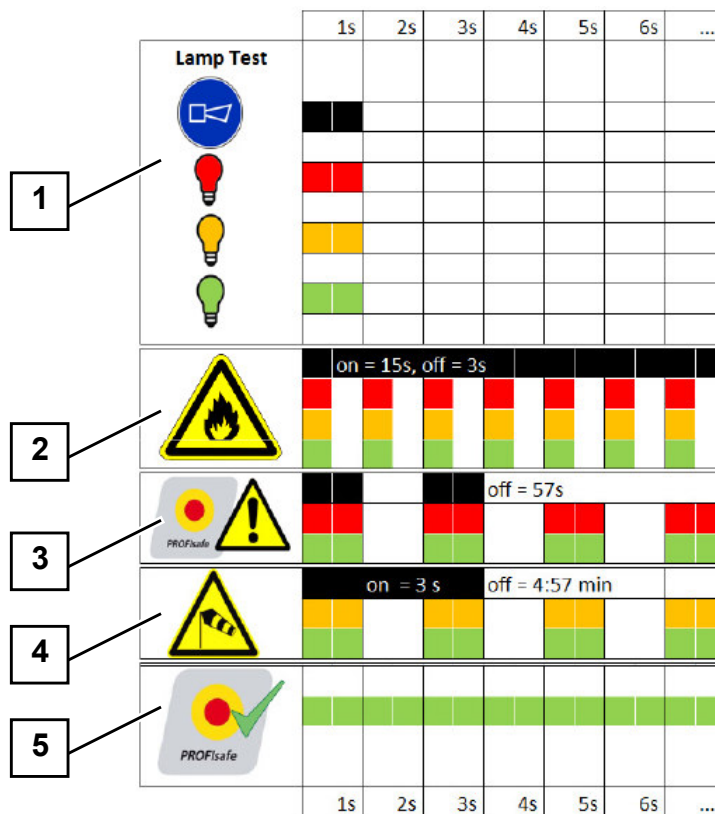 1s 2s 3s 4s 5s 6s ...
Lamp Test
1
on = 15s, off = 3s
2
off = 57s
PROFIsafe
3
on = 3 s off = 4:57 min
4
PROFIsafe
5
1s 2s 3s 4s 5s 6s ...